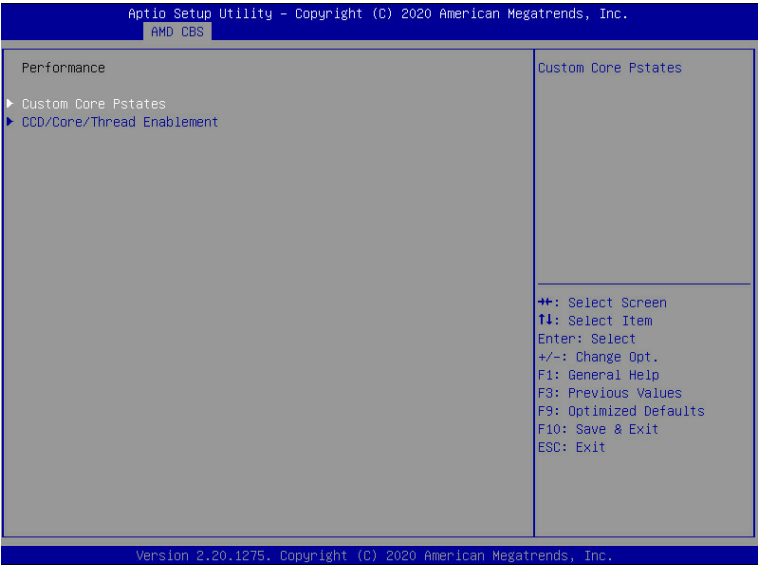 Aptio Setup Utility – Copyright (C) 2020 American Megatrends, Inc.
AMD CBS
Performance
Custom Core Pstates
CCD/Core/Thread Enablement
Custom Core Pstates
→←: Select Screen
↑↓: Select Item
Enter: Select
+/-: Change Opt.
F1: General Help
F3: Previous Values
F9: Optimized Defaults
F10: Save & Exit
ESC: Exit
Version 2.20.1275. Copyright (C) 2020 American Megatrends, Inc.